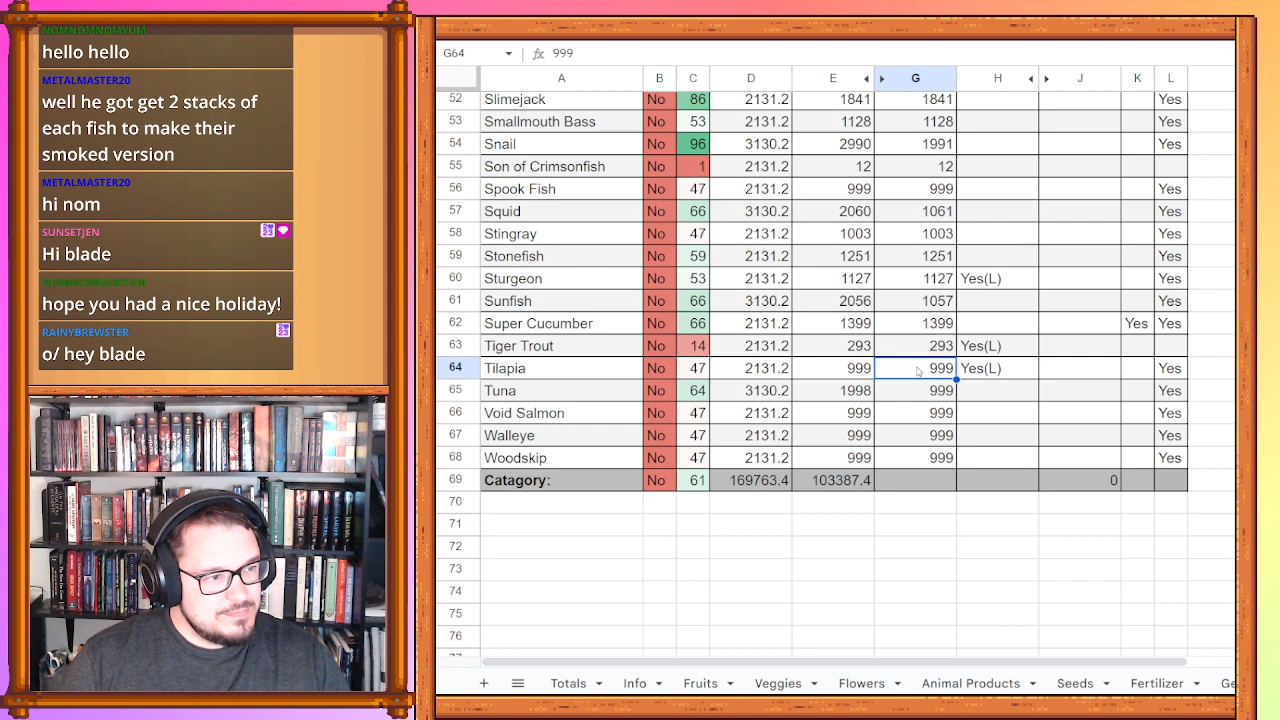 NOMNOMNOMYUM
hello hello
METALMASTER20
well he got get 2 stacks of
each fish to make their
smoked version
METALMASTER20
hi nom
SUNSETJEN
Hi blade
hope you had a nice holiday!
RAINYBREWSTER
o/ hey blade
G64 fx 999
A B C D E G H J K L
52 Slimejack No 86 2131.2 1841 1841 Yes
53 Smallmouth Bass No 53 2131.2 1128 1128 Yes
54 Snail No 96 3130.2 2990 1991 Yes
55 Son of Crimsonfish No 1 2131.2 12 12
56 Spook Fish No 47 2131.2 999 999 Yes
57 Squid No 66 3130.2 2060 1061 Yes
58 Stingray No 47 2131.2 1003 1003 Yes
59 Stonefish No 59 2131.2 1251 1251 Yes
60 Sturgeon No 53 2131.2 1127 1127 Yes(L) Yes
61 Sunfish No 66 3130.2 2056 1057 Yes
62 Super Cucumber No 66 2131.2 1399 1399 Yes Yes
63 Tiger Trout No 14 2131.2 293 293 Yes(L)
64 Tilapia No 47 2131.2 999 999 Yes(L) Yes
65 Tuna No 64 3130.2 1998 999 Yes
66 Void Salmon No 47 2131.2 999 999 Yes
67 Walleye No 47 2131.2 999 999 Yes
68 Woodskip No 47 2131.2 999 999 Yes
69 Catagory: No 61 169763.4 103387.4 0
70
71
72
73
74
75
76
+ Totals Info Fruits Veggies Flowers Animal Products Seeds Fertilizer Ge